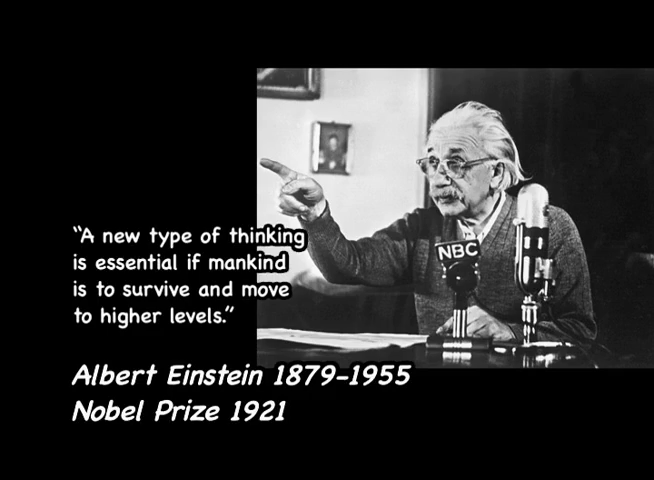 NBC
“A new type of thinking
is essential if mankind
is to survive and move
to higher levels.”
Albert Einstein 1879-1955
Nobel Prize 1921